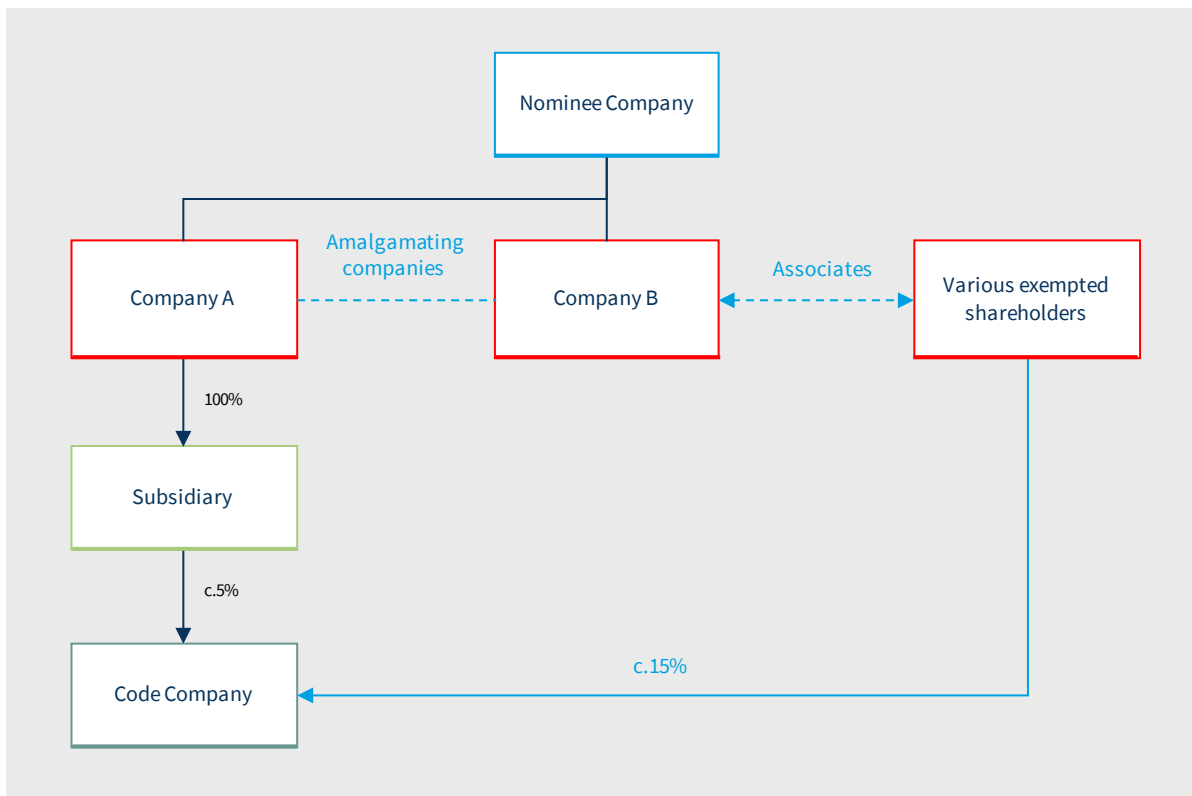 Nominee Company
Amalgamating
companies
Associates
Company A
Company B
Various exempted
shareholders
100%
Subsidiary
c.5%
c.15%
Code Company